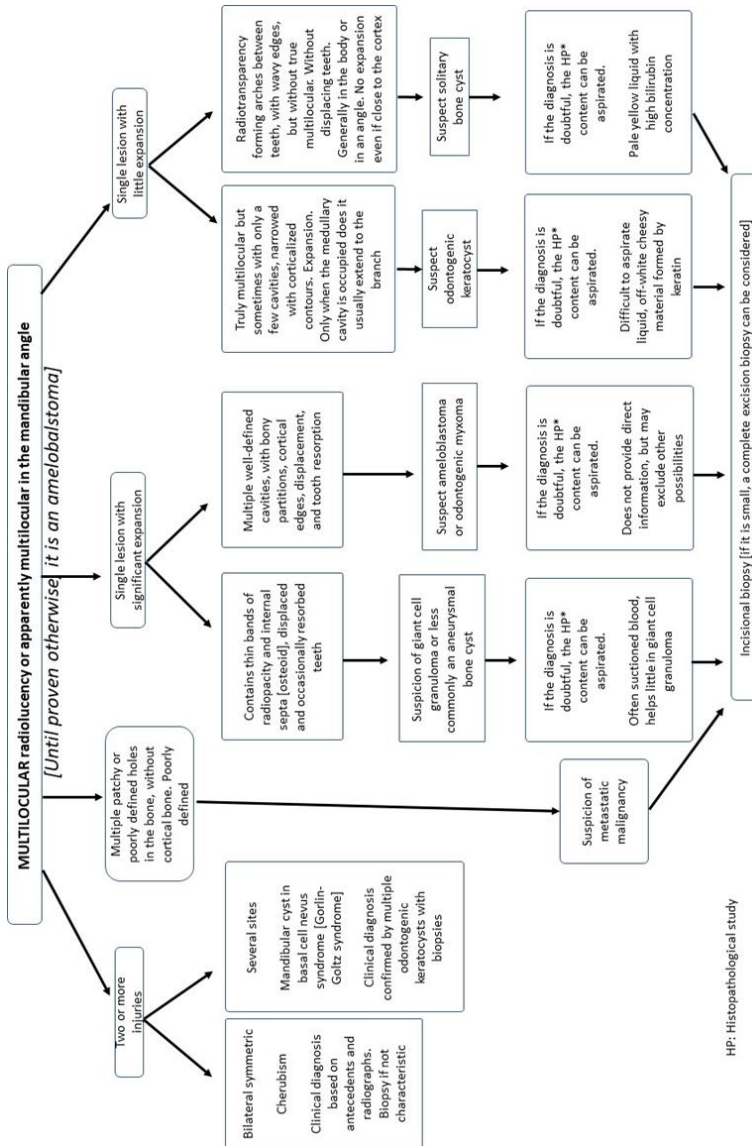 MULTILOCULAR radiolucency or apparently multilocular in the mandibular angle
[Until proven otherwise, it is an amelobalstoma]
Two or more
injuries
Multiple patchy or
poorly defined holes
in the bone, without
cortical bone. Poorly
defined
Single lesion with
significant expansion
Single lesion with
little expansion
Bilateral symmetric
Cherubism
Clinical diagnosis
based on
antecedents and
radiographs.
Biopsy if not
characteristic
Several sites
Mandibular cyst in
basal cell nevus
syndrome [Gorlin-
Goltz syndrome]
Clinical diagnosis
confirmed by multiple
odontogenic
keratocysts with
biopsies
Contains thin bands of
radiopacity and internal
septa [osteoid], displaced
and occasionally resorbed
teeth
Multiple well-defined
cavities, with bony
partitions, cortical
edges, displacement,
and tooth resorption
Truly multilocular but
sometimes with only a
few cavities, narrowed
with corticalized
contours. Expansion.
Only when the medullary
cavity is occupied does it
usually extend to the
branch
Radiotransparency
forming arches between
teeth, with wavy edges,
but without true
multilocular. Without
displacing teeth.
Generally in the body or
in an angle. No expansion
even if close to the cortex
Suspicion of giant cell
granuloma or less
commonly an aneurysmal
bone cyst
Suspect ameloblastoma
or odontogenic myxoma
Suspect
odontogenic
keratocyst
Suspect solitary
bone cyst
Suspicion of
metastatic
malignancy
If the diagnosis is
doubtful, the HP*
content can be
aspirated.
Often suctioned blood,
helps little in giant cell
granuloma
If the diagnosis is
doubtful, the HP*
content can be
aspirated.
Does not provide direct
information, but may
exclude other
possibilities
If the diagnosis is
doubtful, the HP*
content can be
aspirated.
Difficult to aspirate
liquid, off-white cheesy
material formed by
keratin
If the diagnosis is
doubtful, the HP*
content can be
aspirated.
Pale yellow liquid with
high bilirubin
concentration
Incisional biopsy [if it is small, a complete excision biopsy can be considered]
HP: Histopathological study